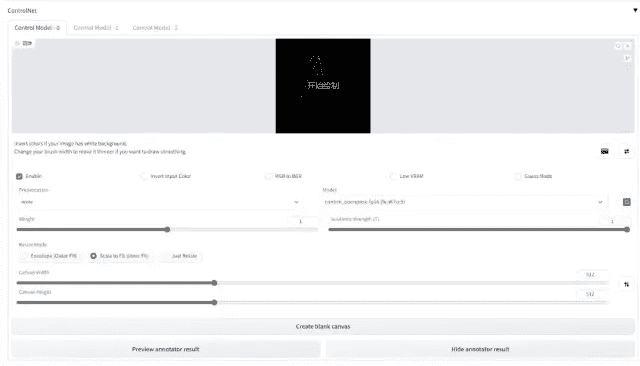 ControlNet
Control Model - 0
Control Model - 2
Control Model - 2
开始绘制
Invert colors if your image has white background.
Change your brush width to make it thinner if you want to draw something.
Enable
Invert Input Color
RGB to BGR
Low VRAM
Guess Mode
Preprocessor
Model
none
Weight
1
1
Resize Mode
Envelope (Outer Fit)
Scale to Fit (Inner Fit)
Just Resize
Canvas Width
512
Canvas Height
512
Create blank canvas
Preview annotator result
Hide annotator result